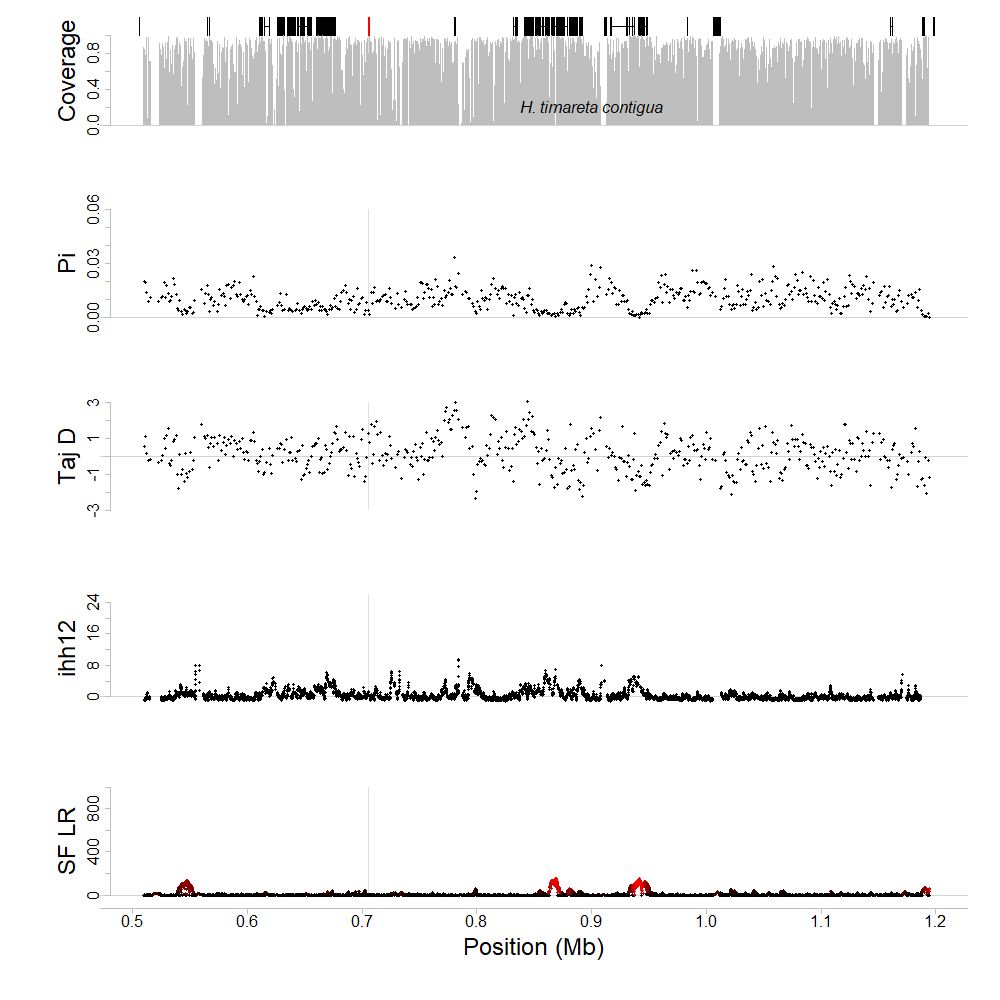 Coverage
0.0 0.4 0.8
H. timareta contigua
Pi
0.00 0.03 0.06
Taj D
-3 -1 1 3
ihh12
0 8 16 24
SF LR
0 400 800
0.5 0.6 0.7 0.8 0.9 1.0 1.1 1.2
Position (Mb)